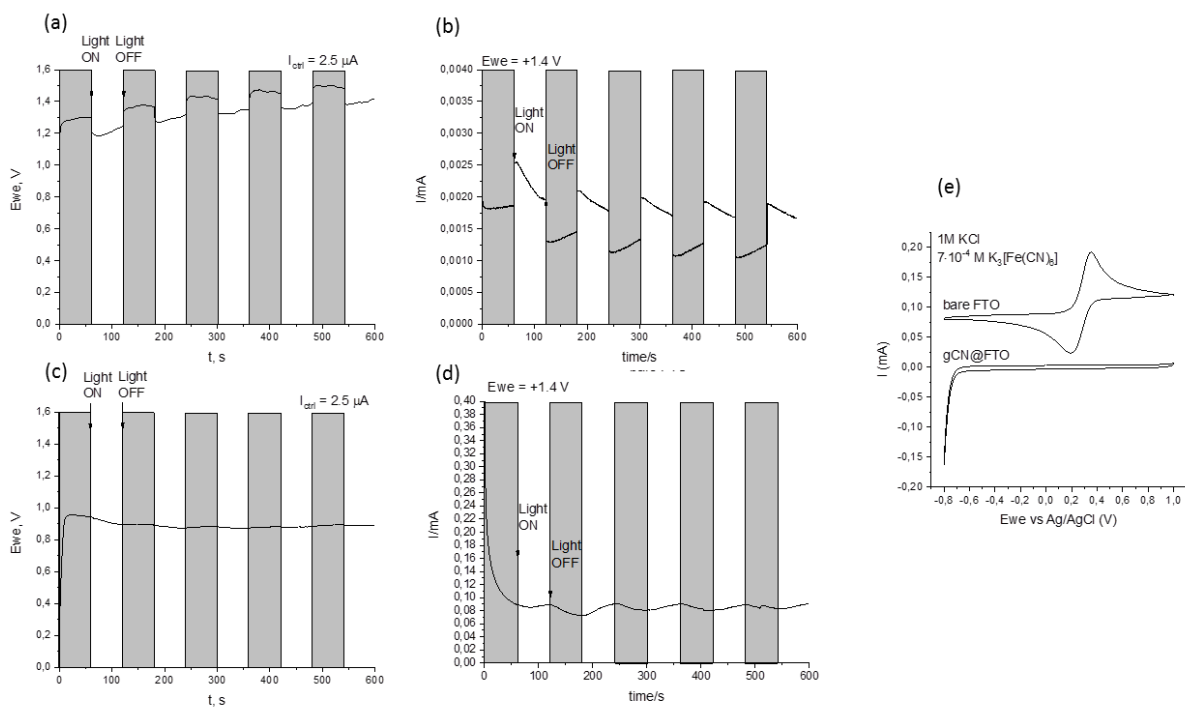 (a)
Light
ON
Light
OFF
I_ctrl = 2.5 μA
1,6
1,4
1,2
1,0
0,8
0,6
0,4
0,2
0,0
Ewe, V
0 100 200 300 400 500 600
t, s
(b)
Ewe = +1.4 V
0,0040
0,0035
0,0030
0,0025
0,0020
0,0015
0,0010
0,0005
0,0000
I/mA
Light
ON
Light
OFF
0 100 200 300 400 500 600
time/s
(c)
Light
ON
Light
OFF
I_ctrl = 2.5 μA
1,6
1,4
1,2
1,0
0,8
0,6
0,4
0,2
0,0
Ewe, V
0 100 200 300 400 500 600
t, s
(d)
Ewe = +1.4 V
0,40
0,38
0,36
0,34
0,32
0,30
0,28
0,26
0,24
0,22
0,20
0,18
0,16
0,14
0,12
0,10
0,08
0,06
0,04
0,02
0,00
I/mA
Light
ON
Light
OFF
0 100 200 300 400 500 600
time/s
(e)
1M KCl
7·10⁻⁴ M K₃[Fe(CN)₆]
bare FTO
gCN@FTO
0,20
0,15
0,10
0,05
0,00
-0,05
-0,10
-0,15
-0,20
I (mA)
-0,8 -0,6 -0,4 -0,2 0,0 0,2 0,4 0,6 0,8 1,0
Ewe vs Ag/AgCl (V)